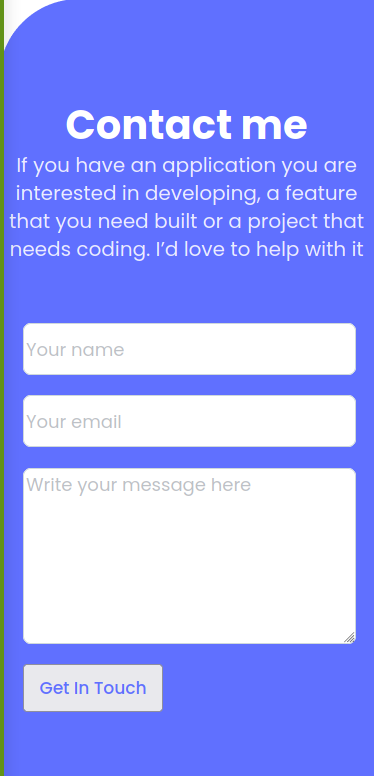 Contact me
If you have an application you are
interested in developing, a feature
that you need built or a project that
needs coding. I’d love to help with it
Your name
Your email
Write your message here
Get In Touch